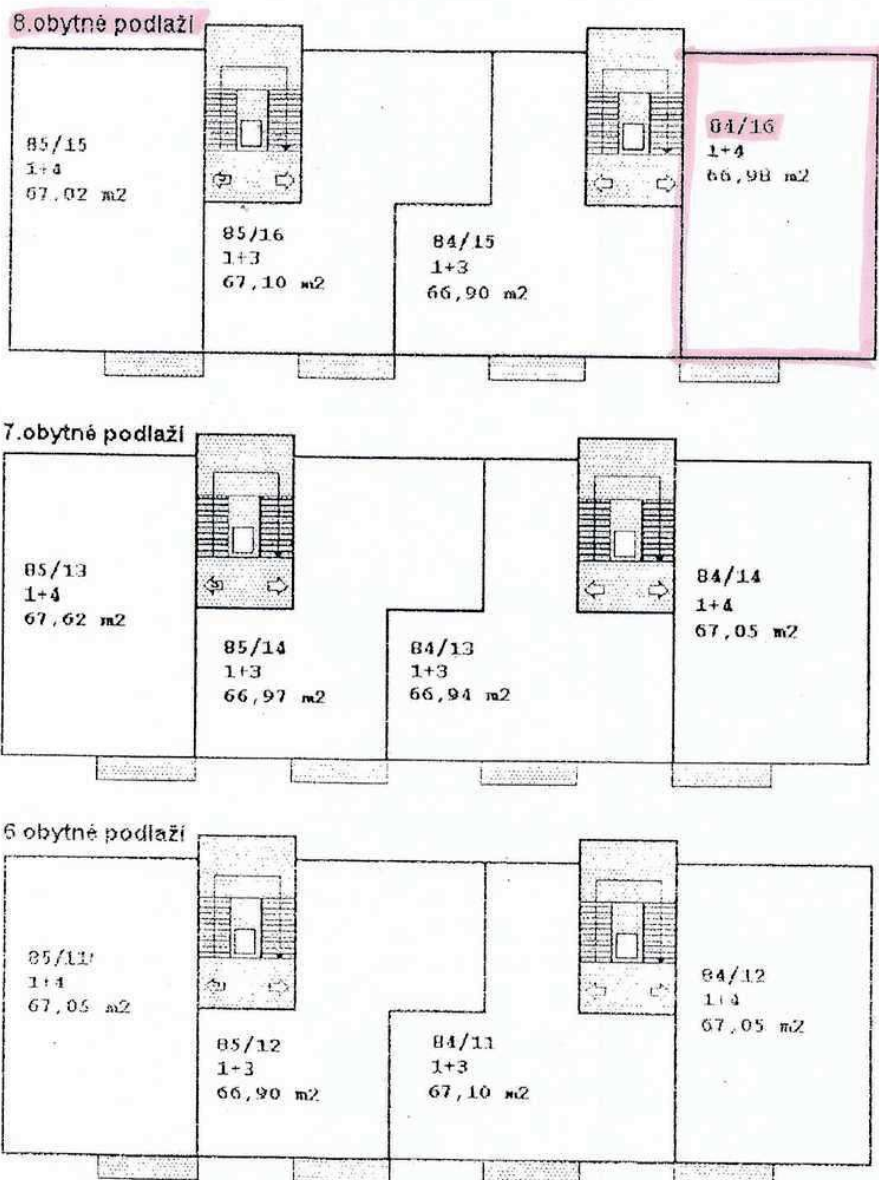 8.obytné podlaží
85/15
1+4
67,02 m2
85/16
1+3
67,10 m2
84/15
1+3
66,90 m2
84/16
1+4
66,98 m2
7.obytné podlaží
85/13
1+4
67,62 m2
85/14
1+3
66,97 m2
84/13
1+3
66,94 m2
84/14
1+4
67,05 m2
6 obytné podlaží
85/11
1+4
67,05 m2
85/12
1+3
66,90 m2
84/11
1+3
67,10 m2
84/12
1+4
67,05 m2